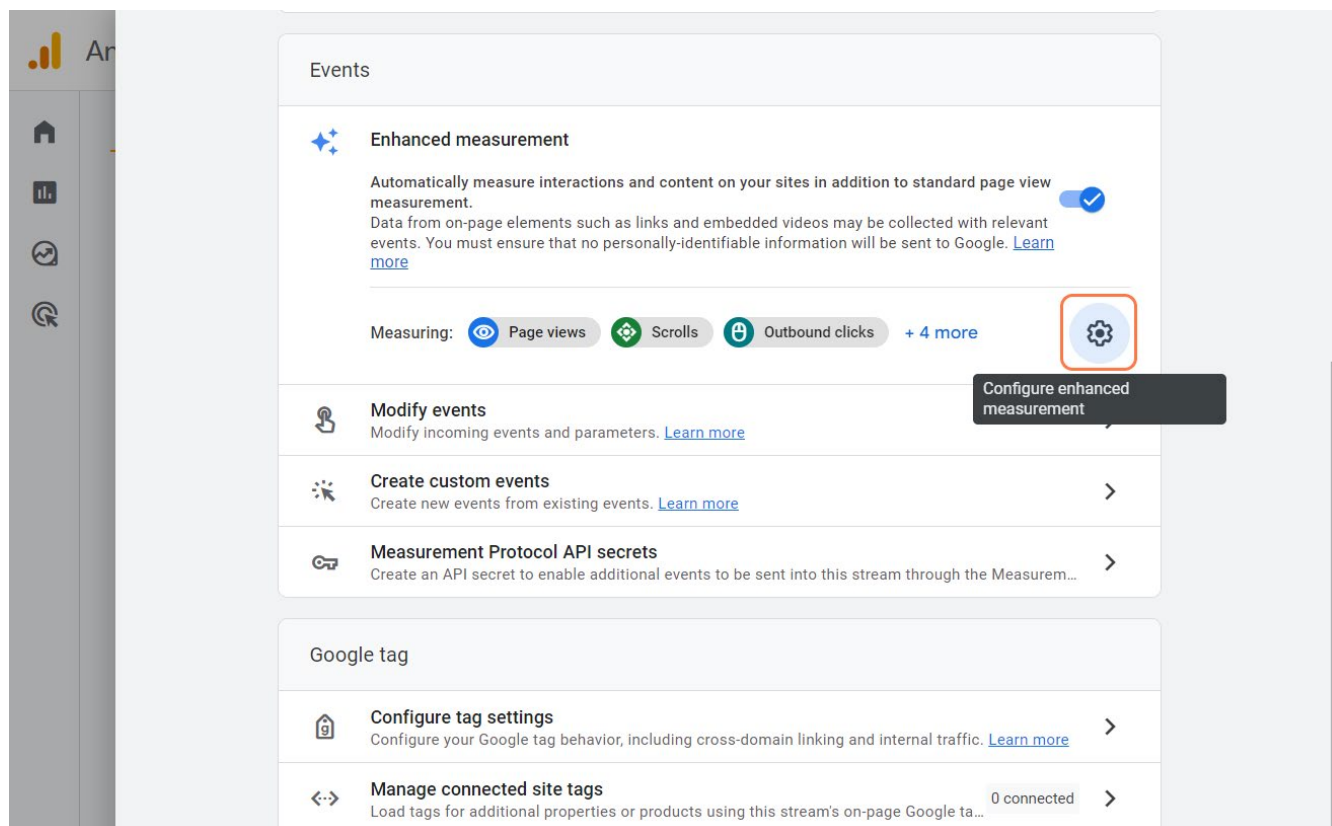 An
Events
Enhanced measurement
Automatically measure interactions and content on your sites in addition to standard page view
measurement.
Data from on-page elements such as links and embedded videos may be collected with relevant
events. You must ensure that no personally-identifiable information will be sent to Google. Learn
more
Measuring: Page views Scrolls Outbound clicks + 4 more
Configure enhanced
measurement
Modify events
Modify incoming events and parameters. Learn more
Create custom events
Create new events from existing events. Learn more
Measurement Protocol API secrets
Create an API secret to enable additional events to be sent into this stream through the Measurem...
Google tag
Configure tag settings
Configure your Google tag behavior, including cross-domain linking and internal traffic. Learn more
Manage connected site tags
Load tags for additional properties or products using this stream's on-page Google ta... 0 connected